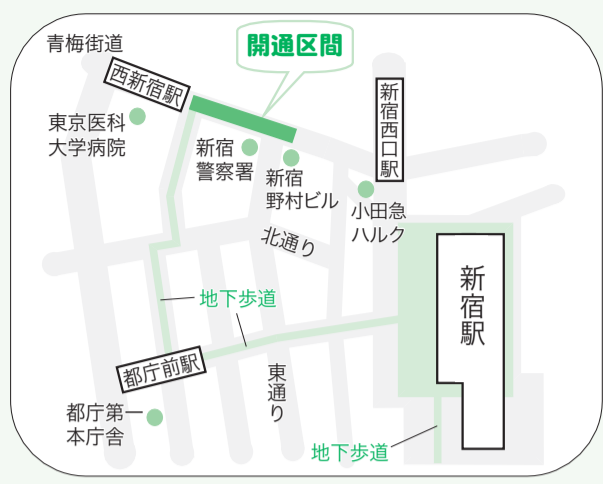 開通区間
青梅街道
西新宿駅
東京医科
大学病院
新宿
警察署
新宿
野村ビル
新宿西口駅
小田急
ハルク
北通り
新宿駅
地下歩道
都庁前駅
東通り
都庁第一
本庁舎
地下歩道